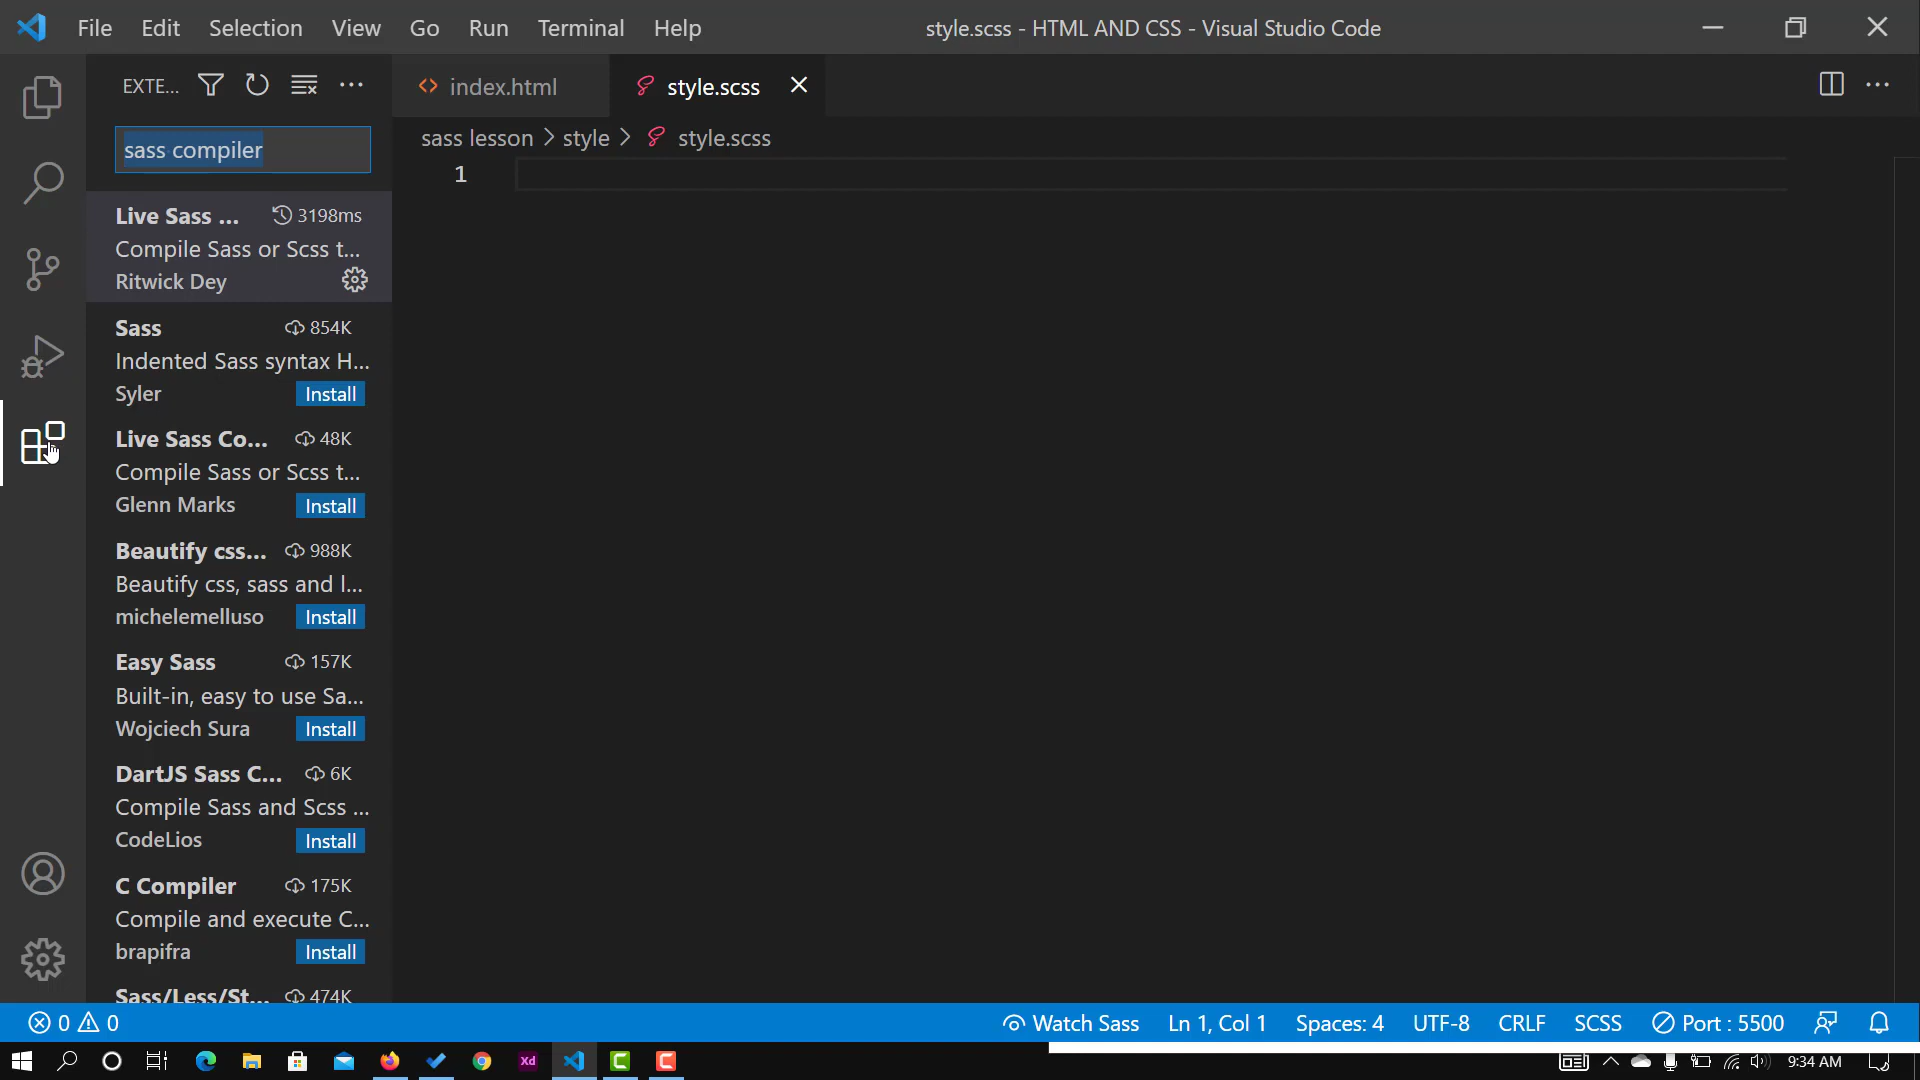 File Edit Selection View Go Run Terminal Help style.scss - HTML AND CSS - Visual Studio Code
EXTE...
index.html style.scss
sass compiler
sass lesson > style > style.scss
1
Live Sass ... 3198ms
Compile Sass or Scss t...
Ritwick Dey
Sass 854K
Indented Sass syntax H...
Syler Install
Live Sass Co... 48K
Compile Sass or Scss t...
Glenn Marks Install
Beautify css... 988K
Beautify css, sass and l...
michelemelluso Install
Easy Sass 157K
Built-in, easy to use Sa...
Wojciech Sura Install
DartJS Sass C... 6K
Compile Sass and Scss ...
CodeLios Install
C Compiler 175K
Compile and execute C...
brapifra Install
Sass/Less/St... 474K
0 0 Watch Sass Ln 1, Col 1 Spaces: 4 UTF-8 CRLF SCSS Port : 5500
Xd 9:34 AM